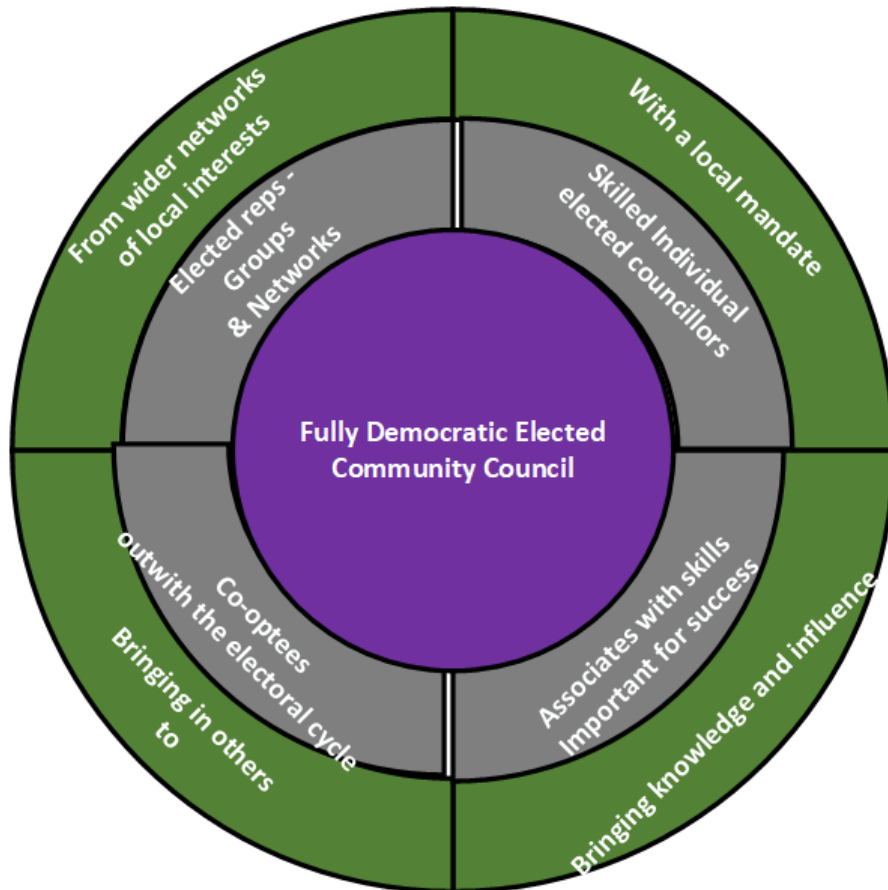 From wider networks
of local interests
Elected reps -
Groups
& Networks
With a local mandate
Skilled Individual
elected councillors
Fully Democratic Elected
Community Council
Co-optees
outwith the electoral cycle
Bringing in others
to
Associates with skills
Important for success
Bringing knowledge and influence